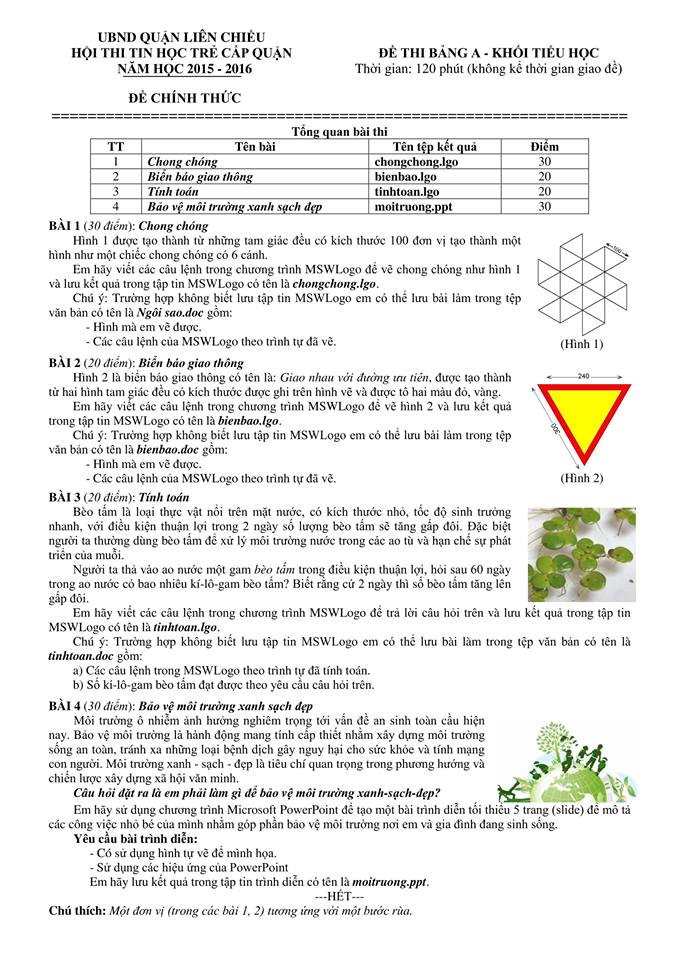 UBND QUẬN LIÊN CHIỂU
HỘI THI TIN HỌC TRẺ CẤP QUẬN
NĂM HỌC 2015 - 2016
ĐỀ THI BẢNG A - KHỐI TIỂU HỌC
Thời gian: 120 phút (không kể thời gian giao đề)
ĐỀ CHÍNH THỨC
================================================================
Tổng quan bài thi
TT Tên bài Tên tệp kết quả Điểm
1 Chong chóng chongchong.lgo 30
2 Biển báo giao thông bienbao.lgo 20
3 Tính toán tinhtoan.lgo 20
4 Bảo vệ môi trường xanh sạch đẹp moitruong.ppt 30
BÀI 1 (30 điểm): Chong chóng
Hình 1 được tạo thành từ những tam giác đều có kích thước 100 đơn vị tạo thành một
hình như một chiếc chong chóng có 6 cánh.
Em hãy viết các câu lệnh trong chương trình MSWLogo để vẽ chong chóng như hình 1
và lưu kết quả trong tập tin MSWLogo có tên là chongchong.lgo.
Chú ý: Trường hợp không biết lưu tập tin MSWLogo em có thể lưu bài làm trong tệp
văn bản có tên là Ngôi sao.doc gồm:
- Hình mà em vẽ được.
- Các câu lệnh của MSWLogo theo trình tự đã vẽ.
100
(Hình 1)
BÀI 2 (20 điểm): Biển báo giao thông
Hình 2 là biển báo giao thông có tên là: Giao nhau với đường ưu tiên, được tạo thành
từ hai hình tam giác đều có kích thước được ghi trên hình vẽ và được tô hai màu đỏ, vàng.
Em hãy viết các câu lệnh trong chương trình MSWLogo để vẽ hình 2 và lưu kết quả
trong tập tin MSWLogo có tên là bienbao.lgo.
Chú ý: Trường hợp không biết lưu tập tin MSWLogo em có thể lưu bài làm trong tệp
văn bản có tên là bienbao.doc gồm:
- Hình mà em vẽ được.
- Các câu lệnh của MSWLogo theo trình tự đã vẽ.
240
300
(Hình 2)
BÀI 3 (20 điểm): Tính toán
Bèo tấm là loại thực vật nổi trên mặt nước, có kích thước nhỏ, tốc độ sinh trưởng
nhanh, với điều kiện thuận lợi trong 2 ngày số lượng bèo tấm sẽ tăng gấp đôi. Đặc biệt
người ta thường dùng bèo tấm để xử lý môi trường nước trong các ao tù và hạn chế sự phát
triển của muỗi.
Người ta thả vào ao nước một gam bèo tấm trong điều kiện thuận lợi, hỏi sau 60 ngày
trong ao nước có bao nhiêu kí-lô-gam bèo tấm? Biết rằng cứ 2 ngày thì số bèo tấm tăng lên
gấp đôi.
Em hãy viết các câu lệnh trong chương trình MSWLogo để trả lời câu hỏi trên và lưu kết quả trong tập tin
MSWLogo có tên là tinhtoan.lgo.
Chú ý: Trường hợp không biết lưu tập tin MSWLogo em có thể lưu bài làm trong tệp văn bản có tên là
tinhtoan.doc gồm:
a) Các câu lệnh trong MSWLogo theo trình tự đã tính toán.
b) Số kí-lô-gam bèo tấm đạt được theo yêu cầu câu hỏi trên.
BÀI 4 (30 điểm): Bảo vệ môi trường xanh sạch đẹp
Môi trường ô nhiễm ảnh hưởng nghiêm trọng tới vấn đề an sinh toàn cầu hiện
nay. Bảo vệ môi trường là hành động mang tính cấp thiết nhằm xây dựng môi trường
sống an toàn, tránh xa những loại bệnh dịch gây nguy hại cho sức khỏe và tính mạng
con người. Môi trường xanh - sạch - đẹp là tiêu chí quan trọng trong phương hướng và
chiến lược xây dựng xã hội văn minh.
Câu hỏi đặt ra là em phải làm gì để bảo vệ môi trường xanh-sạch-đẹp?
Em hãy sử dụng chương trình Microsoft PowerPoint để tạo một bài trình diễn tối thiểu 5 trang (slide) để mô tả
các công việc nhỏ bé của mình nhằm góp phần bảo vệ môi trường nơi em và gia đình đang sinh sống.
Yêu cầu bài trình diễn:
- Có sử dụng hình tự vẽ để minh họa.
- Sử dụng các hiệu ứng của PowerPoint
Em hãy lưu kết quả trong tập tin trình diễn có tên là moitruong.ppt.
---HẾT---
Chú thích: Một đơn vị (trong các bài 1, 2) tương ứng với một bước rùa.